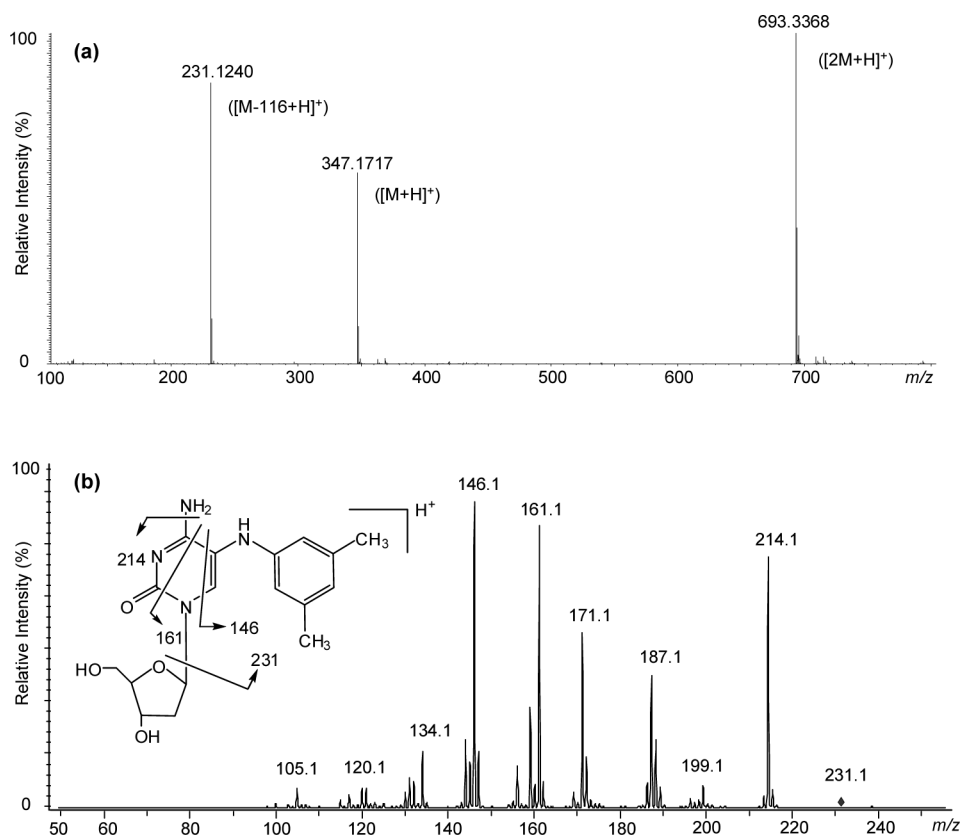 100
(a)
693.3368
([2M+H]⁺)
231.1240
([M-116+H]⁺)
347.1717
([M+H]⁺)
Relative Intensity (%)
0
100
200
300
400
500
600
700
m/z
100
(b)
NH₂
H
N
CH₃
H⁺
214
N
O
N
CH₃
161
146
HO
O
231
OH
146.1
161.1
214.1
171.1
187.1
134.1
105.1
120.1
199.1
231.1
Relative Intensity (%)
0
50
60
80
100
120
140
160
180
200
220
240
m/z